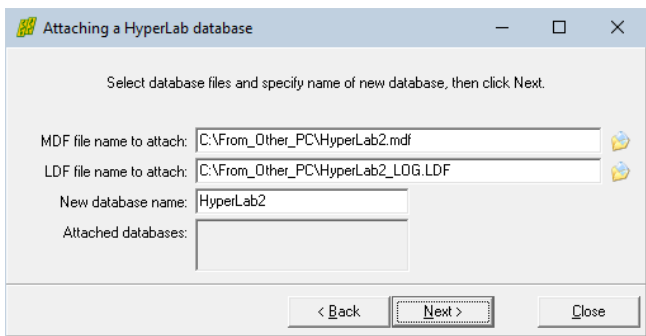 Attaching a HyperLab database
Select database files and specify name of new database, then click Next.
MDF file name to attach: C:\From_Other_PC\HyperLab2.mdf
LDF file name to attach: C:\From_Other_PC\HyperLab2_LOG.LDF
New database name: HyperLab2
Attached databases:
< Back Next > Close